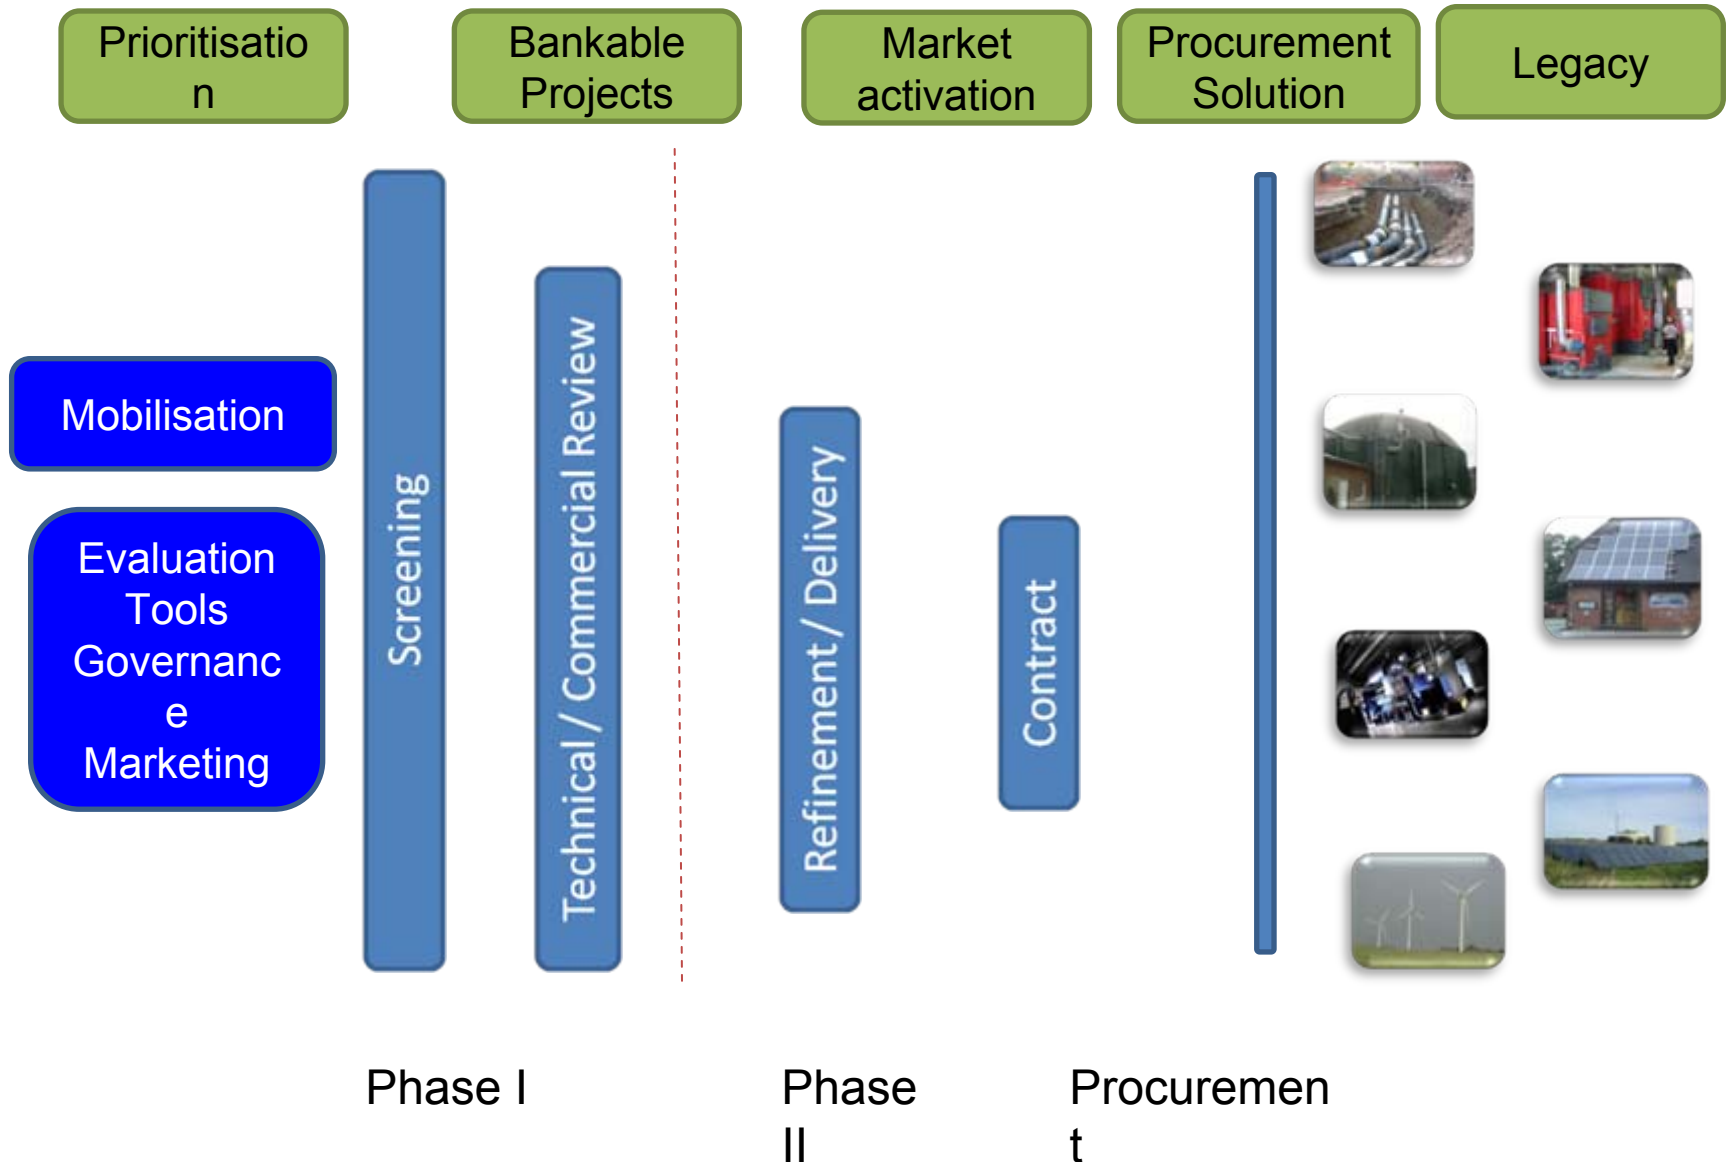 Prioritisatio
n
Bankable
Projects
Market
activation
Procurement
Solution
Legacy
Mobilisation
Evaluation
Tools
Governanc
e
Marketing
Screening
Technical / Commercial Review
Refinement / Delivery
Contract
Phase I
Phase
II
Procuremen
t